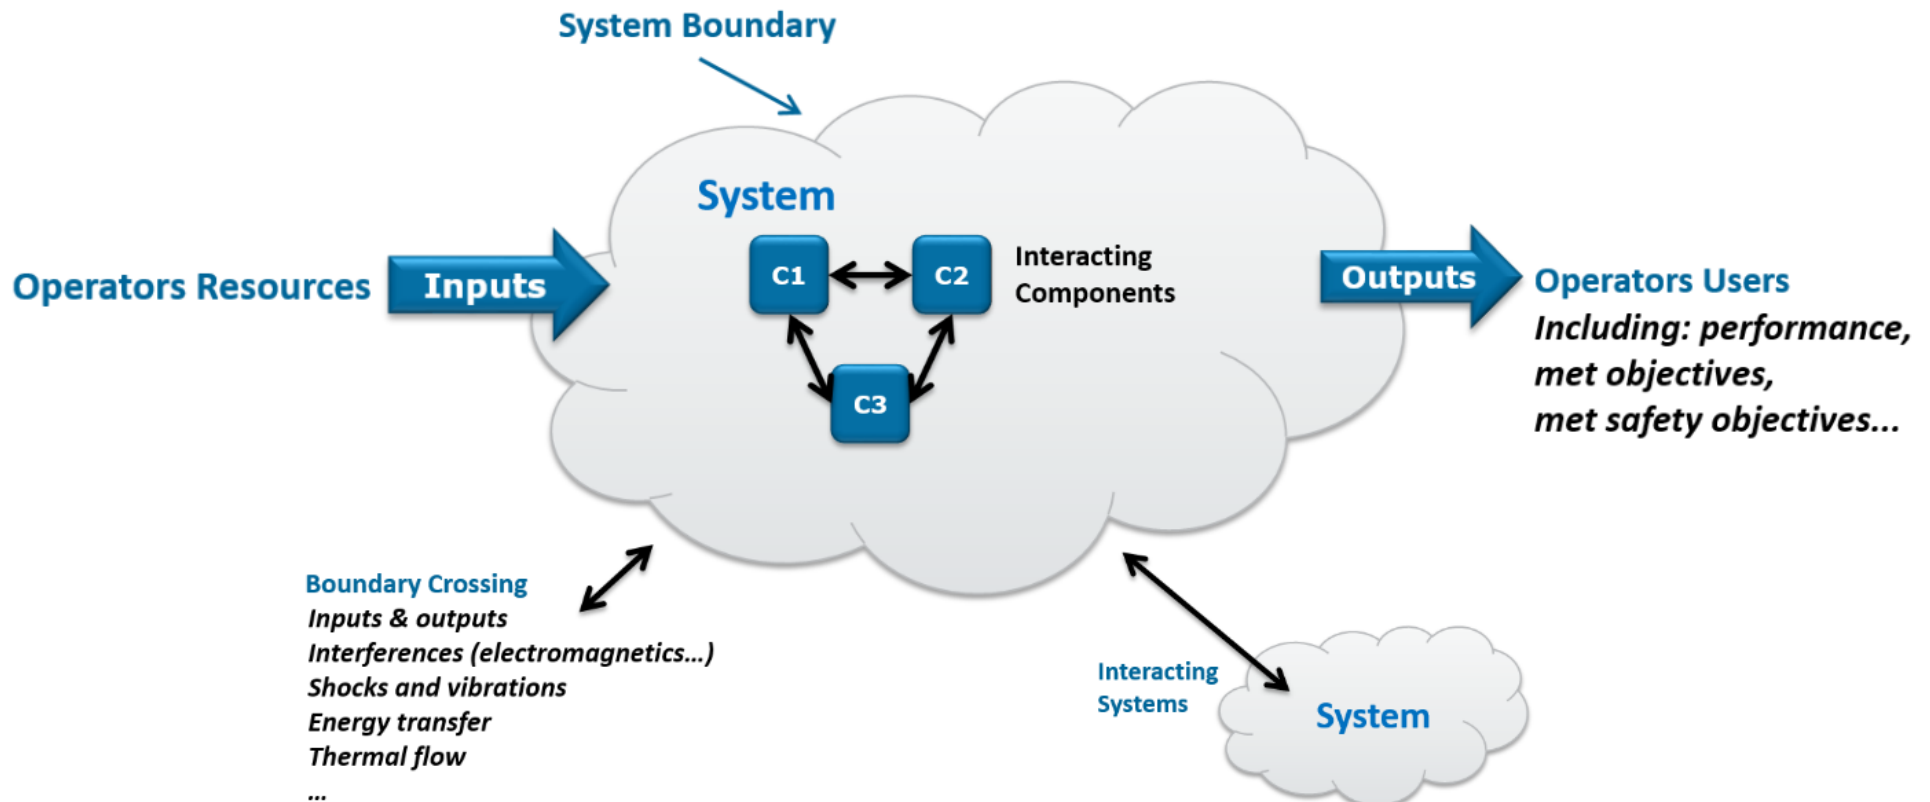 System Boundary
System
Operators Resources
Inputs
C1
C2
Interacting
Components
C3
Outputs
Operators Users
Including: performance,
met objectives,
met safety objectives...
Boundary Crossing
Inputs & outputs
Interferences (electromagnetics...)
Shocks and vibrations
Energy transfer
Thermal flow
...
Interacting
Systems
System